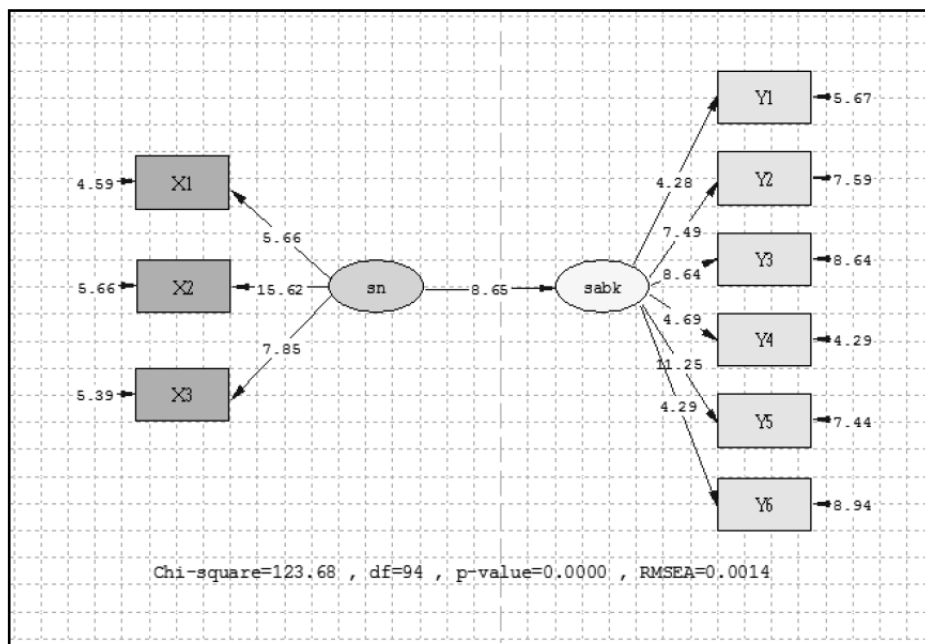 Y1
5.67
X1
4.59
4.28
Y2
7.59
7.49
5.66
Y3
8.64
8.64
X2
5.66
15.62
sn
8.65
sabk
4.69
Y4
4.29
7.85
11.25
X3
5.39
4.29
Y5
7.44
Y6
8.94
Chi-square=123.68 , df=94 , p-value=0.0000 , RMSEA=0.0014